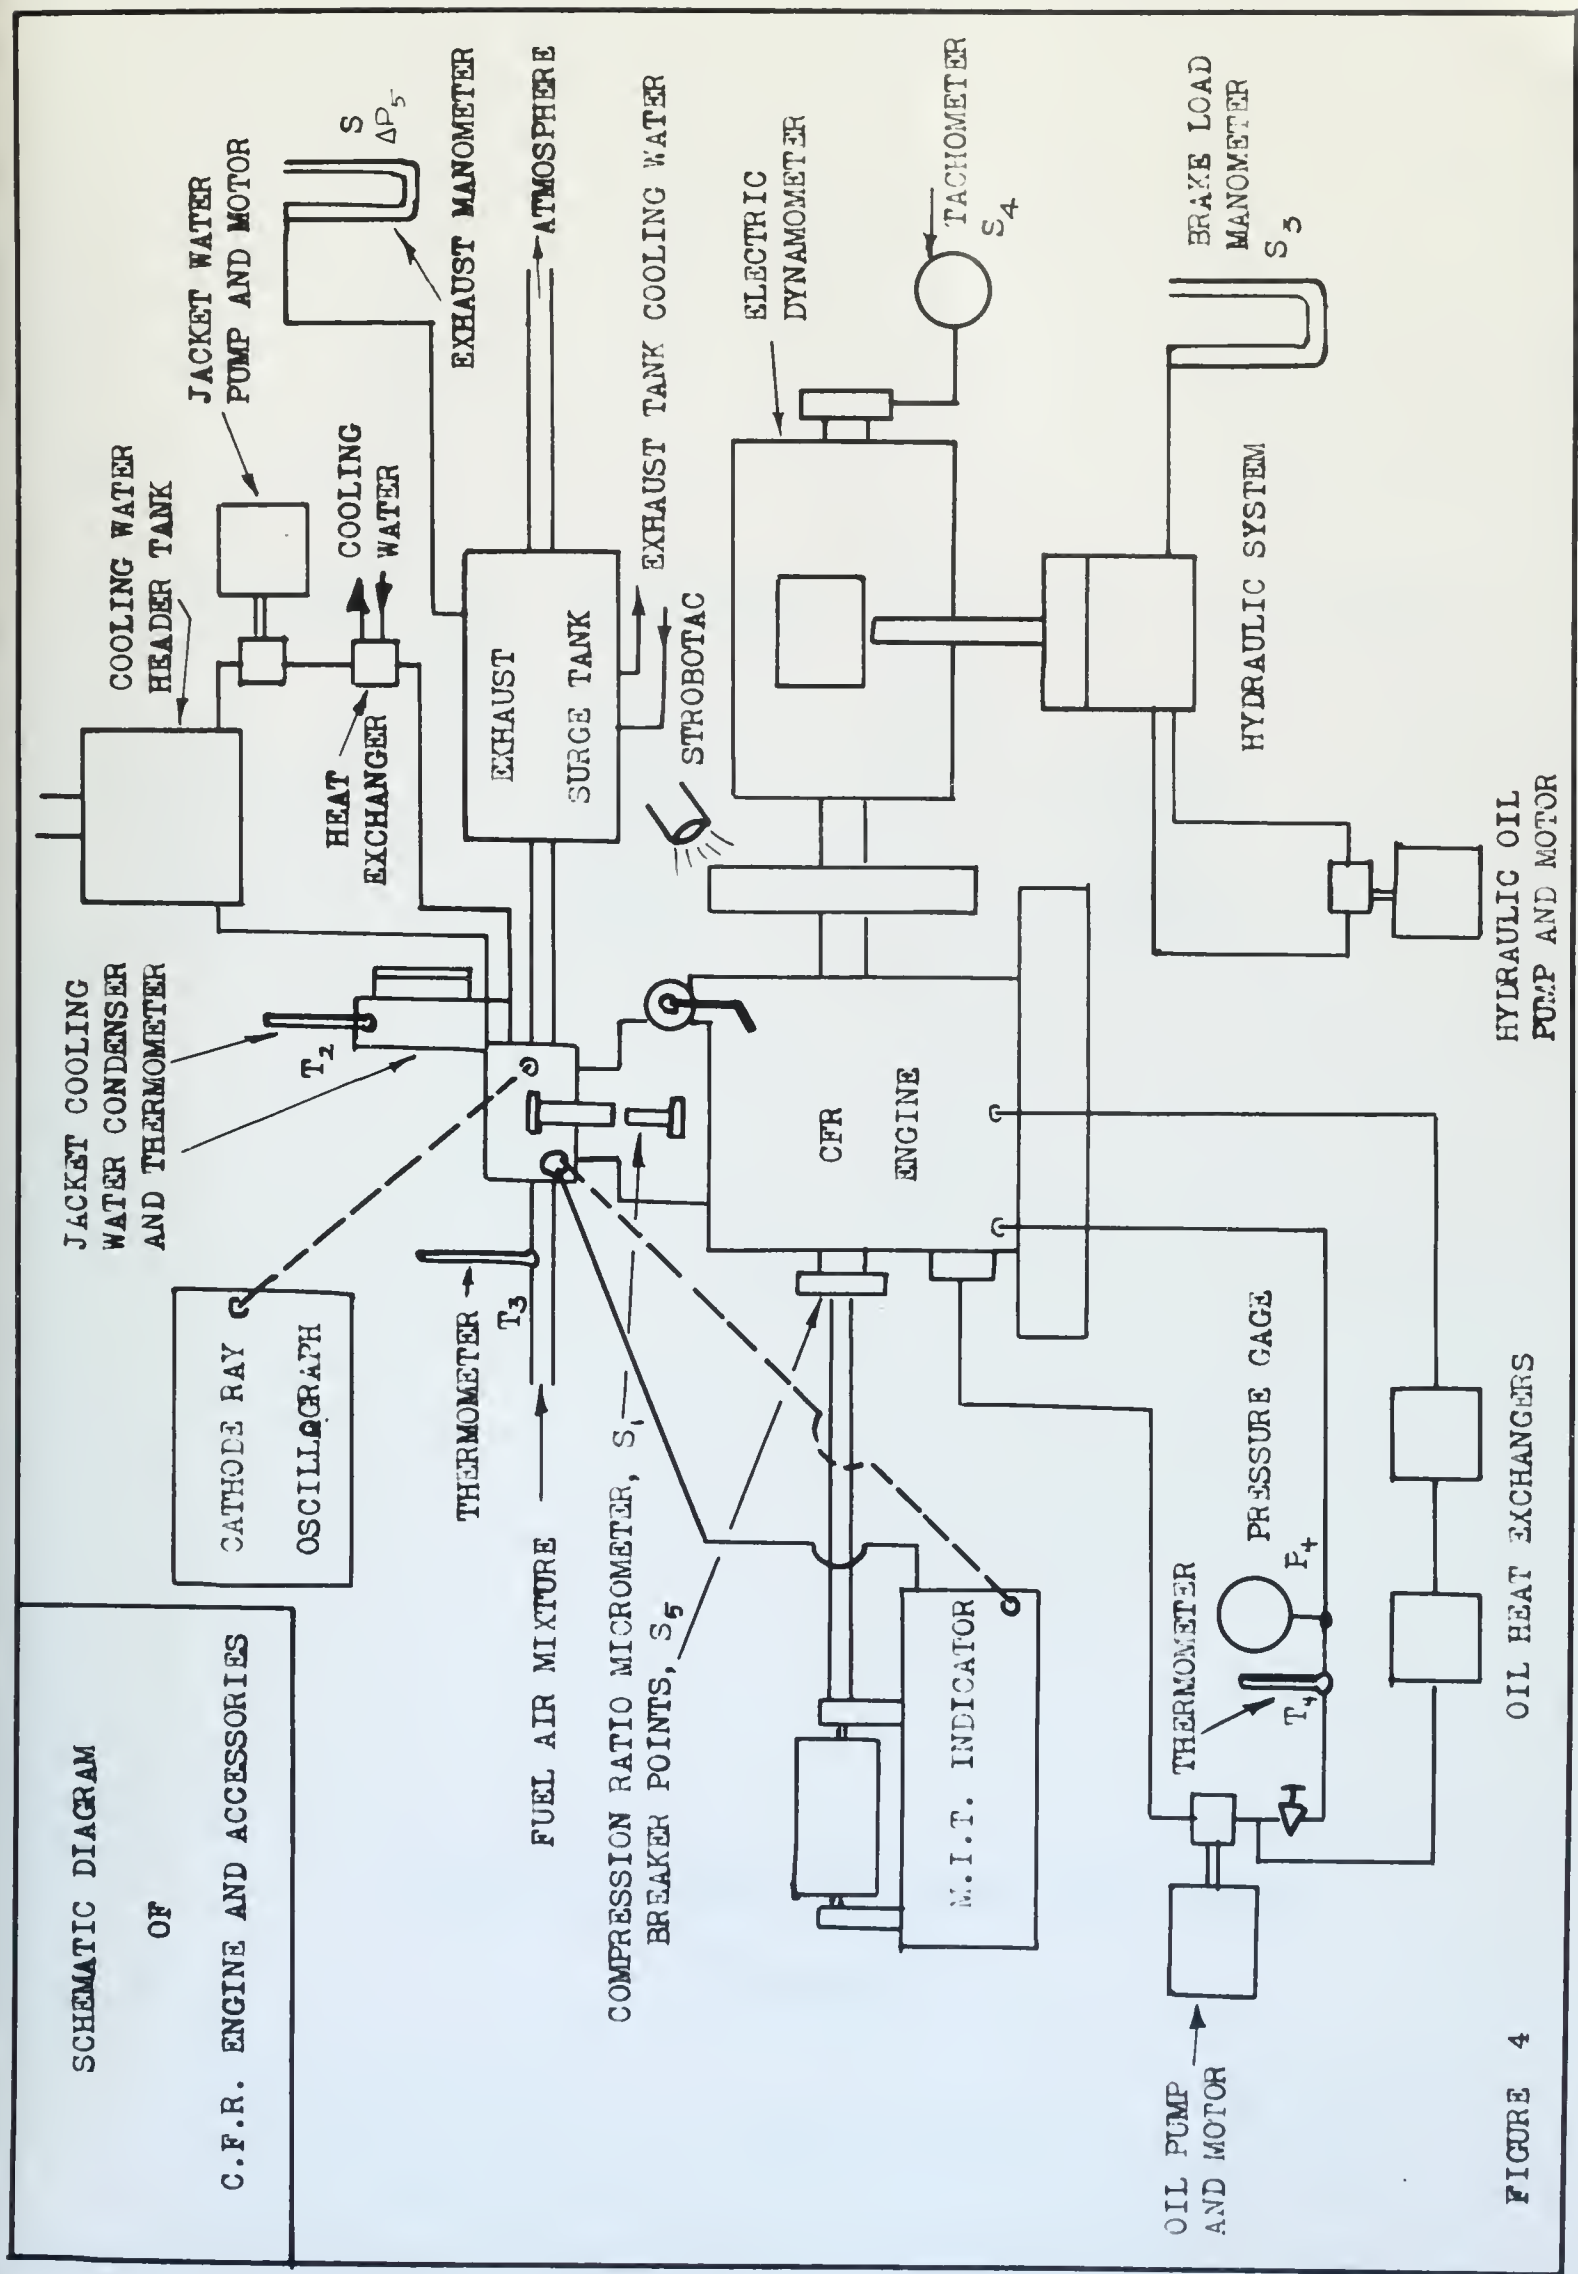 SCHEMATIC DIAGRAM
OF
C.F.R. ENGINE AND ACCESSORIES
CATHODE RAY
OSCILLOGRAPH
JACKET COOLING
WATER CONDENSER
AND THERMOMETER
T2
COOLING WATER
HEADER TANK
JACKET WATER
PUMP AND MOTOR
HEAT
EXCHANGER
COOLING
WATER
S
ΔP5
EXHAUST MANOMETER
ATMOSPHERE
EXHAUST
SURGE TANK
EXHAUST TANK COOLING WATER
STROBOTAC
THERMOMETER
T3
FUEL AIR MIXTURE
COMPRESSION RATIO MICROMETER, S1
BREAKER POINTS, S5
CFR
ENGINE
ELECTRIC
DYNAMOMETER
TACHOMETER
S4
M.I.T. INDICATOR
BRAKE LOAD
MANOMETER
S3
HYDRAULIC SYSTEM
HYDRAULIC OIL
PUMP AND MOTOR
THERMOMETER
T4
PRESSURE GAGE
P4
OIL PUMP
AND MOTOR
OIL HEAT EXCHANGERS
FIGURE 4